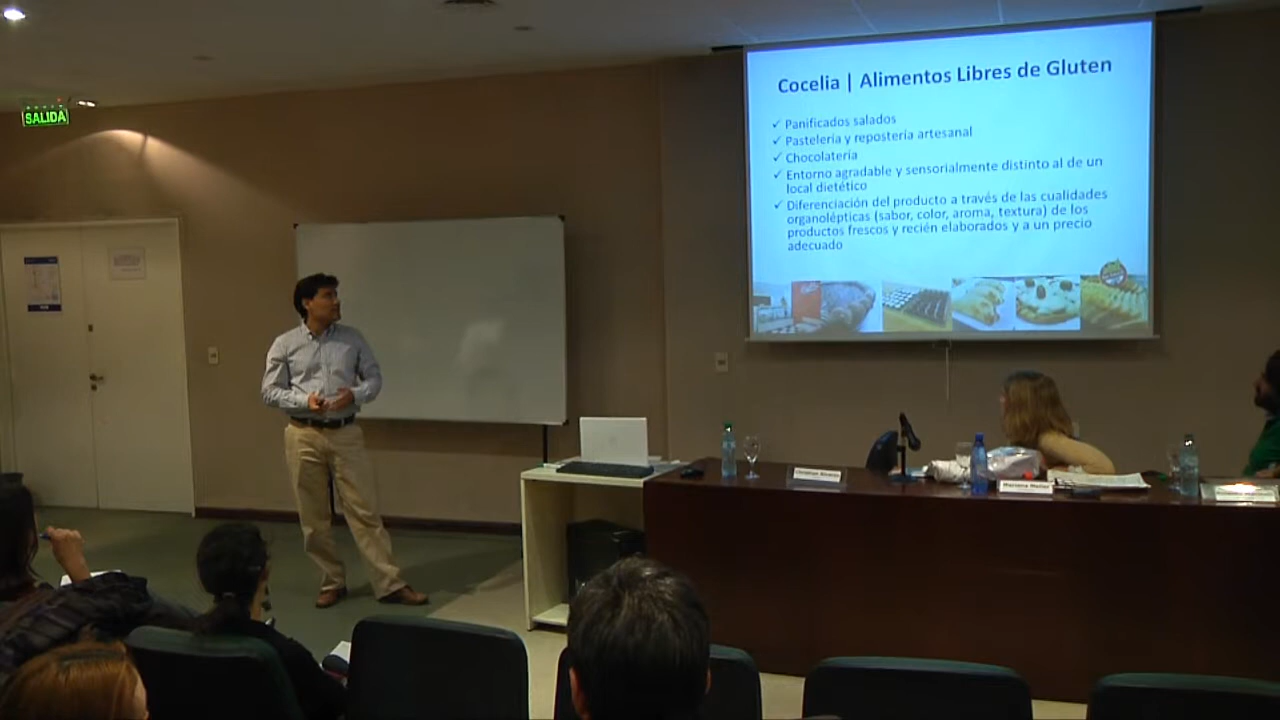 SALIDA
Cocelia | Alimentos Libres de Gluten
✓ Panificados salados
✓ Pastelería y repostería artesanal
✓ Chocolatería
✓ Entorno agradable y sensorialmente distinto al de un
local dietético
✓ Diferenciación del producto a través de las cualidades
organolépticas (sabor, color, aroma, textura) de los
productos frescos y recién elaborados y a un precio
adecuado